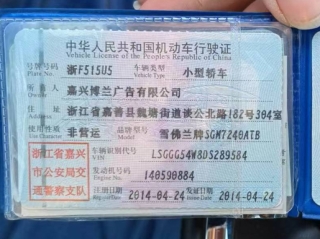 中华人民共和国机动车行驶证
Vehicle License of the People's Republic of China
号牌号码 浙F515U5 车辆类型 小型轿车
Plate No. Vehicle Type
所有人 嘉兴博兰广告有限公司
住址 浙江省嘉善县魏塘街道谈公北路182号304室
使用性质 非营运 品牌型号 雪佛兰牌SGM7240ATB
浙江省嘉兴
市公安局交
通警察支队
车辆识别代号 LSGGG54W8DS289584
VIN
发动机号码 140590884
注册日期 2014-04-24 发证日期 2014-04-24